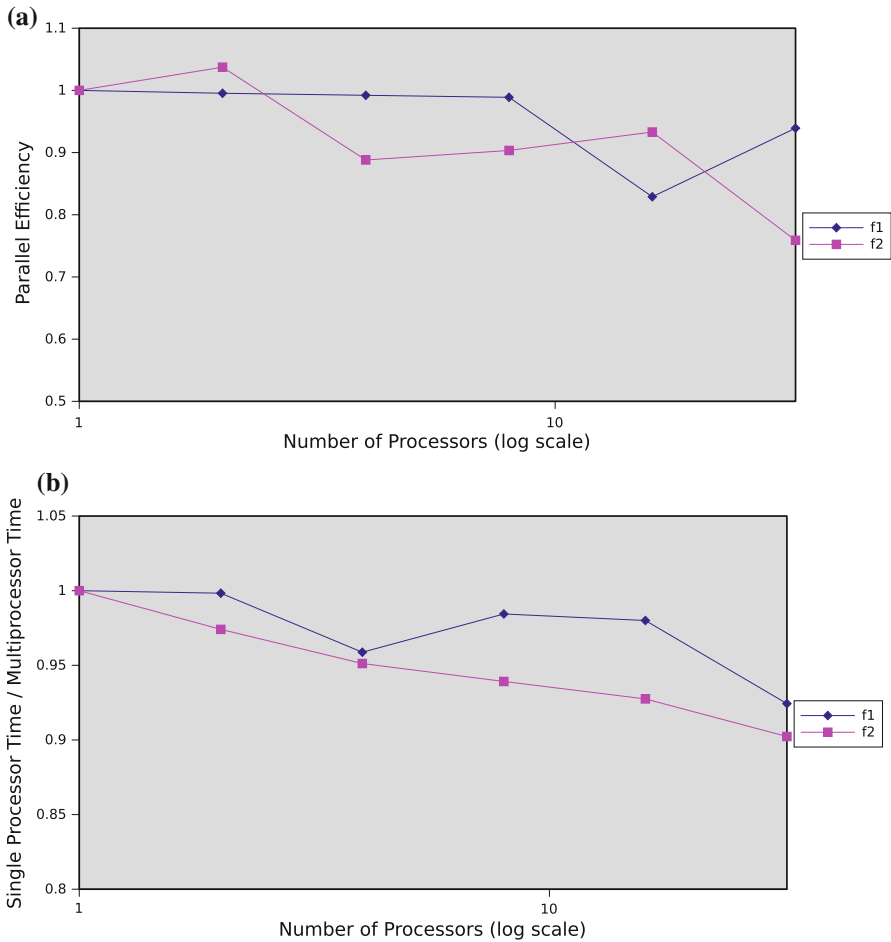 (a)
1.1
1
0.9
0.8
0.7
0.6
0.5
Parallel Efficiency
1
10
Number of Processors (log scale)
f1
f2
(b)
1.05
1
0.95
0.9
0.85
0.8
Single Processor Time / Multiprocessor Time
1
10
Number of Processors (log scale)
f1
f2